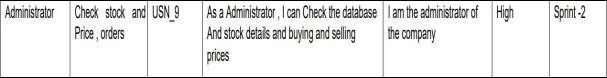 Administrator
Check stock and
Price , orders
USN_9
As a Administrator , I can Check the database
And stock details and buying and selling
prices
I am the administrator of
the company
High
Sprint -2